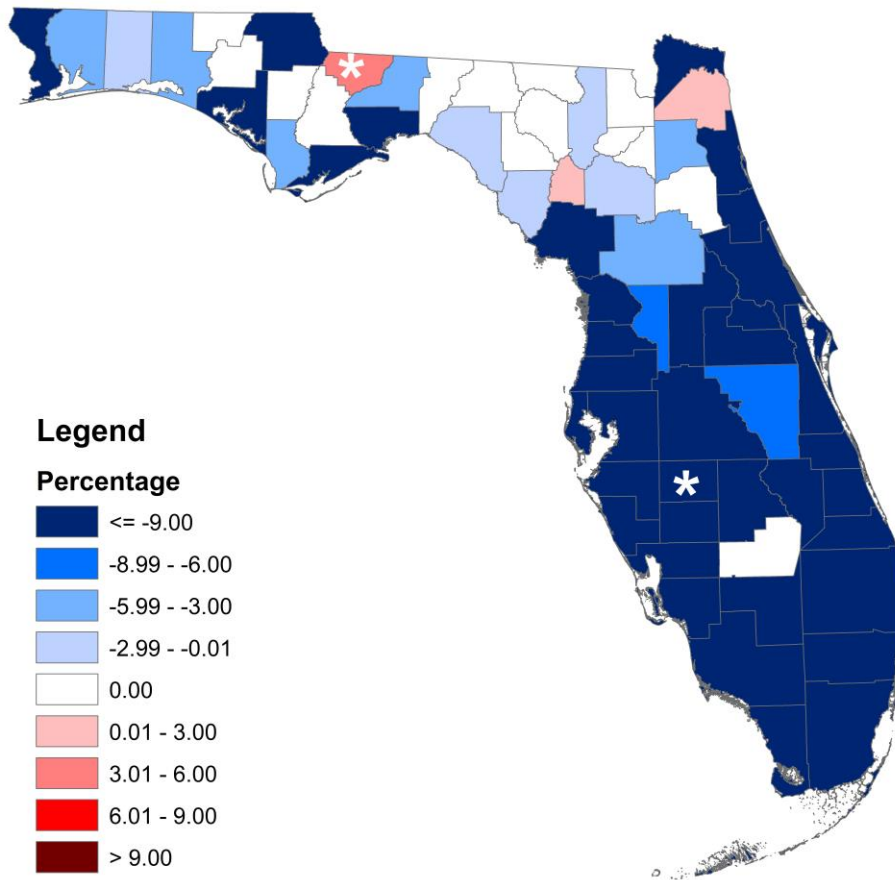 *
*
Legend
Percentage
<= -9.00
-8.99 - -6.00
-5.99 - -3.00
-2.99 - -0.01
0.00
0.01 - 3.00
3.01 - 6.00
6.01 - 9.00
> 9.00